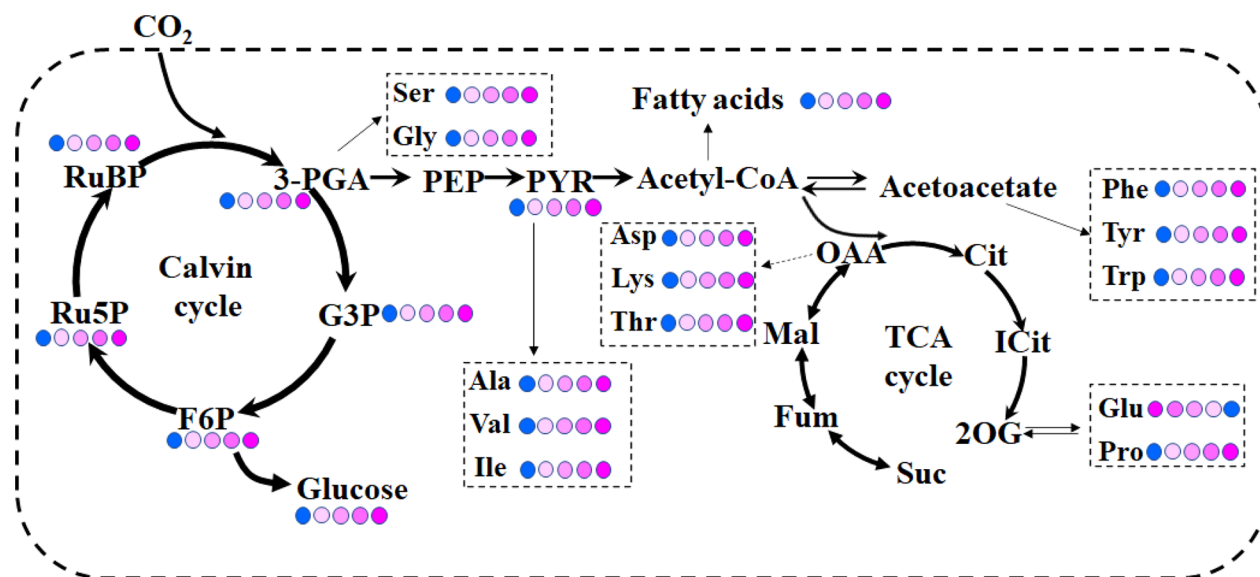 CO2
Ser
Gly
Fatty acids
RuBP
3-PGA
PEP
PYR
Acetyl-CoA
Acetoacetate
Phe
Tyr
Trp
Asp
Lys
Thr
OAA
Cit
Calvin
cycle
Ru5P
G3P
Mal
TCA
cycle
ICit
Ala
Val
Ile
F6P
Fum
2OG
Glu
Pro
Suc
Glucose